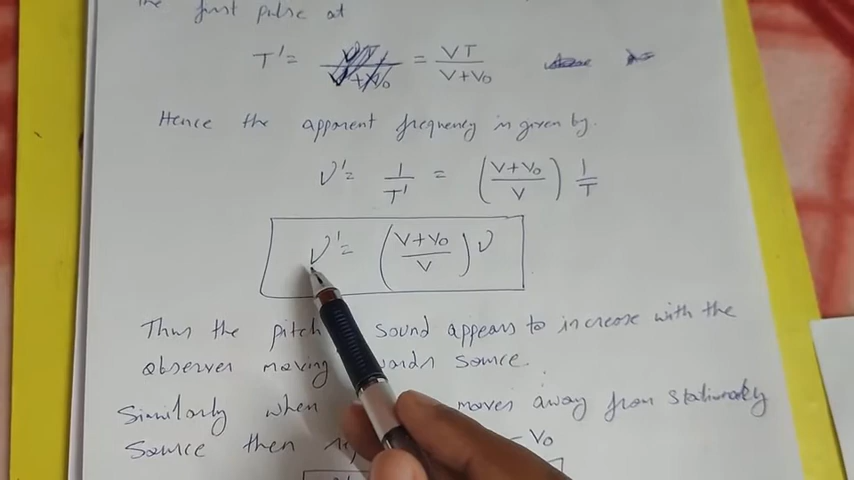 the first pulse at
T' = = VT / V+V₀
Hence the apparent frequency is given by.
ν' = 1/T' = (V+V₀ / V) 1/T
ν' = (V+V₀ / V) ν
Thus the pitch sound appears to increase with the
observer moving wards source.
Similarly when moves away from stationary
Source then - V₀